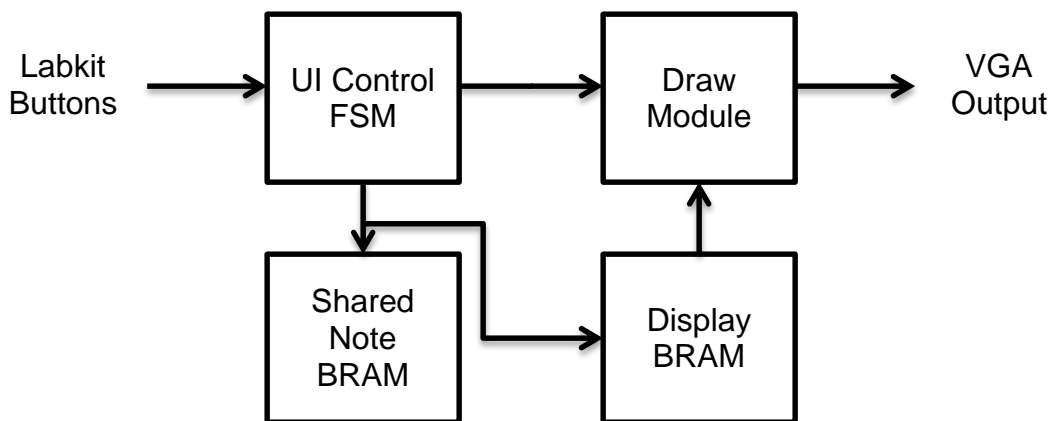 Labkit
Buttons
UI Control
FSM
Draw
Module
VGA
Output
Shared
Note
BRAM
Display
BRAM